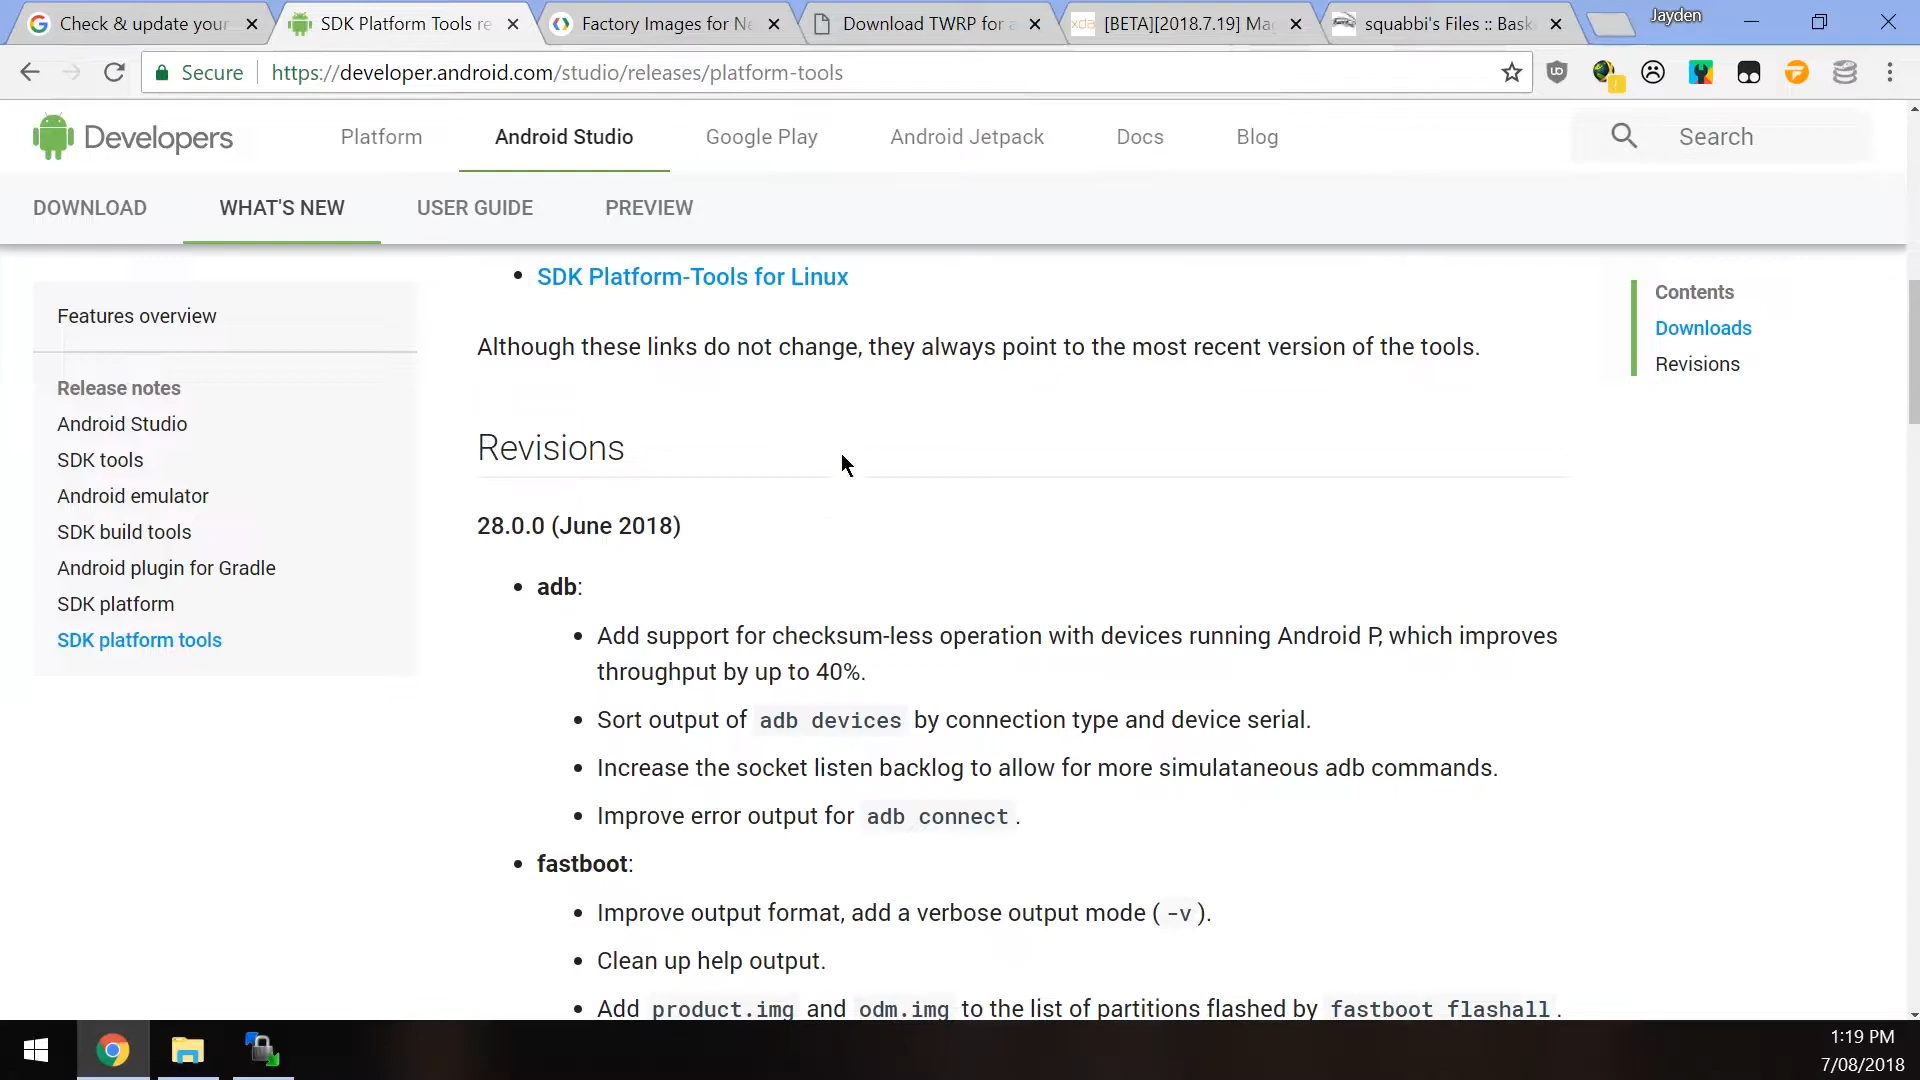 Check & update your
SDK Platform Tools re
Factory Images for Ne
Download TWRP for a
[BETA][2018.7.19] Ma
squabbi's Files :: Bask
Jayden
Secure
https://developer.android.com/studio/releases/platform-tools
Developers
Platform
Android Studio
Google Play
Android Jetpack
Docs
Blog
Search
DOWNLOAD
WHAT'S NEW
USER GUIDE
PREVIEW
Features overview
Release notes
Android Studio
SDK tools
Android emulator
SDK build tools
Android plugin for Gradle
SDK platform
SDK platform tools
• SDK Platform-Tools for Linux
Although these links do not change, they always point to the most recent version of the tools.
Revisions
28.0.0 (June 2018)
• adb:
• Add support for checksum-less operation with devices running Android P, which improves
throughput by up to 40%.
• Sort output of adb devices by connection type and device serial.
• Increase the socket listen backlog to allow for more simulataneous adb commands.
• Improve error output for adb connect .
• fastboot:
• Improve output format, add a verbose output mode ( -v ).
• Clean up help output.
• Add product.img and odm.img to the list of partitions flashed by fastboot flashall .
Contents
Downloads
Revisions
1:19 PM
7/08/2018